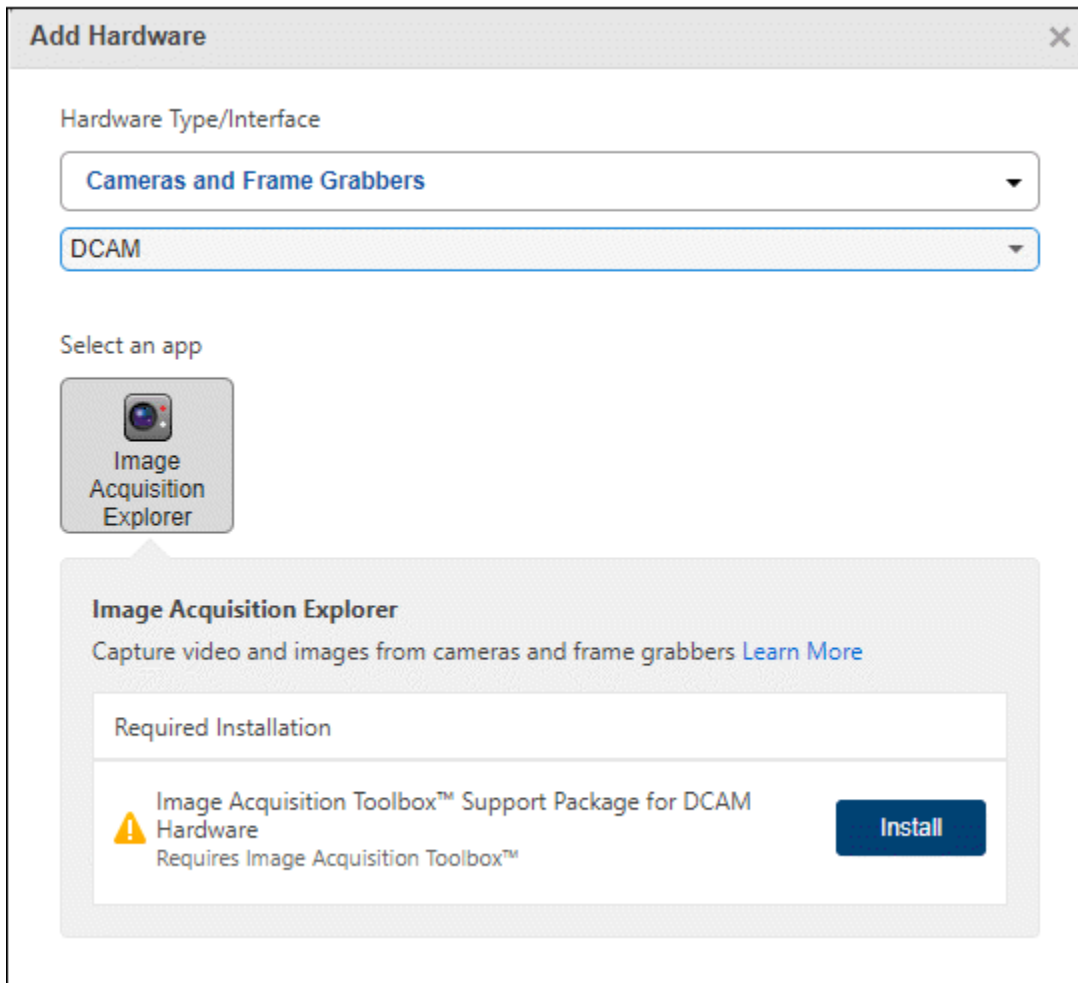 Add Hardware
Hardware Type/Interface
Cameras and Frame Grabbers
DCAM
Select an app
Image
Acquisition
Explorer
Image Acquisition Explorer
Capture video and images from cameras and frame grabbers Learn More
Required Installation
Image Acquisition Toolbox™ Support Package for DCAM
Hardware
Requires Image Acquisition Toolbox™
Install